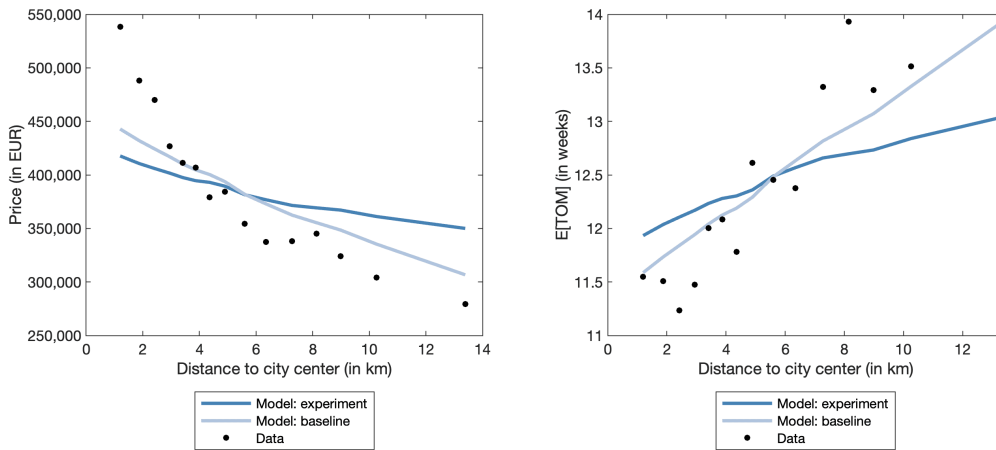 550,000
500,000
450,000
400,000
350,000
300,000
250,000
Price (in EUR)
0 2 4 6 8 10 12 14
Distance to city center (in km)
Model: experiment
Model: baseline
Data
14
13.5
13
12.5
12
11.5
11
E[TOM] (in weeks)
0 2 4 6 8 10 12
Distance to city center (in km)
Model: experiment
Model: baseline
Data